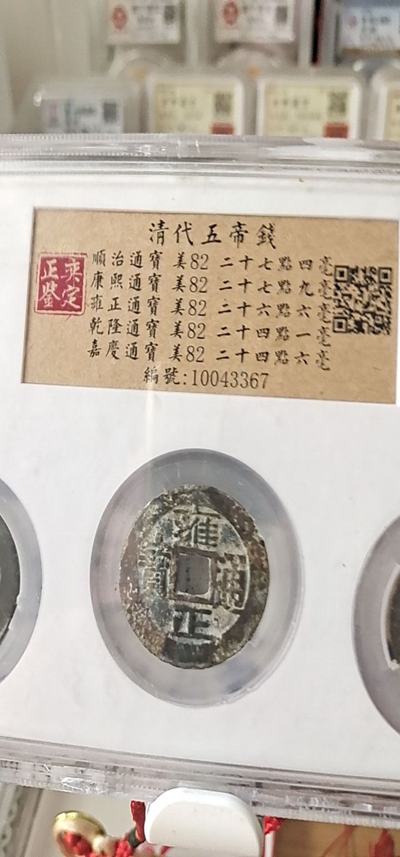 清代五帝錢
順治通寶 美82 二十七點四毫
康熙通寶 美82 二十七點九毫
雍正通寶 美82 二十六點六毫
乾隆通寶 美82 二十四點一毫
嘉慶通寶 美82 二十四點六毫
編號:10043367
奕定
正鑒
雍正通寶